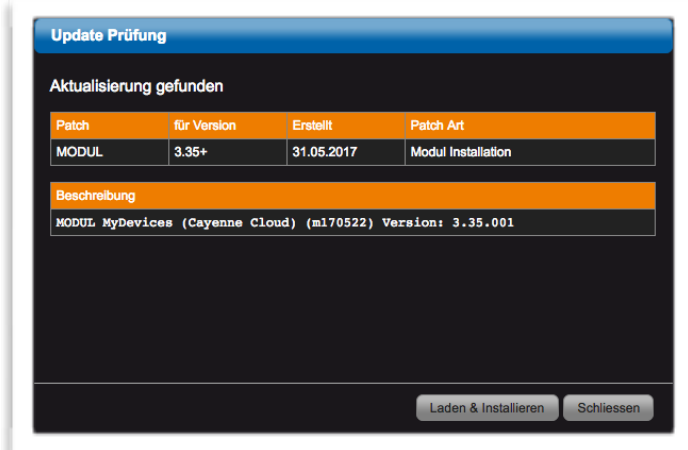 Update Prüfung
Aktualisierung gefunden
Patch für Version Erstellt Patch Art
MODUL 3.35+ 31.05.2017 Modul Installation
Beschreibung
MODUL MyDevices (Cayenne Cloud) (m170522) Version: 3.35.001
Laden & Installieren Schliessen